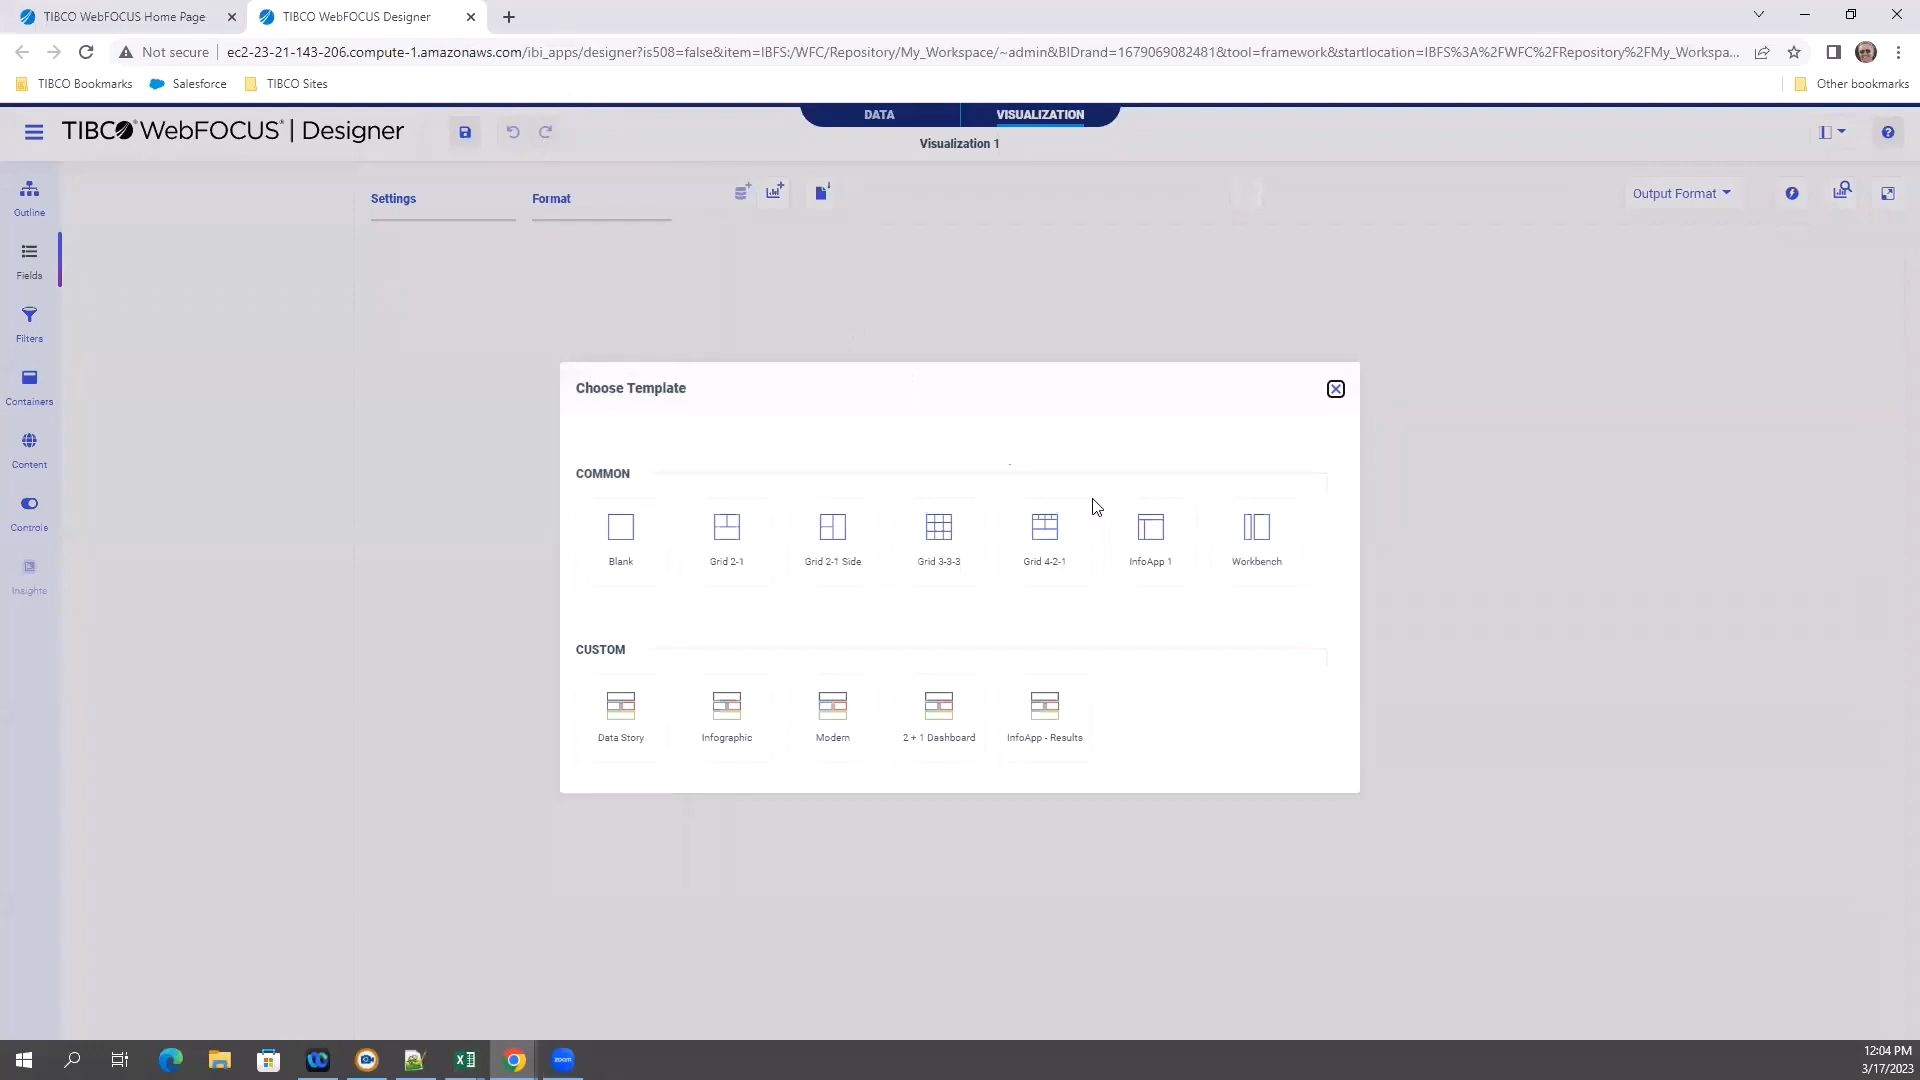 TIBCO WebFOCUS Home Page
TIBCO WebFOCUS Designer
Not secure
ec2-23-21-143-206.compute-1.amazonaws.com/ibi_apps/designer?is508=false&item=IBFS:/WFC/Repository/My_Workspace/~admin&BIDrand=1679069082481&tool=framework&startlocation=IBFS%3A%2FWFC%2FRepository%2FMy_Workspa...
TIBCO Bookmarks
Salesforce
TIBCO Sites
Other bookmarks
TIBCO WebFOCUS® | Designer
DATA
VISUALIZATION
Visualization 1
Outline
Fields
Filters
Containers
Content
Controls
Insights
Settings
Format
Output Format
Choose Template
COMMON
Blank
Grid 2-1
Grid 2-1 Side
Grid 3-3-3
Grid 4-2-1
InfoApp 1
Workbench
CUSTOM
Data Story
Infographic
Modern
2 + 1 Dashboard
InfoApp - Results
zoom
12:04 PM
3/17/2023